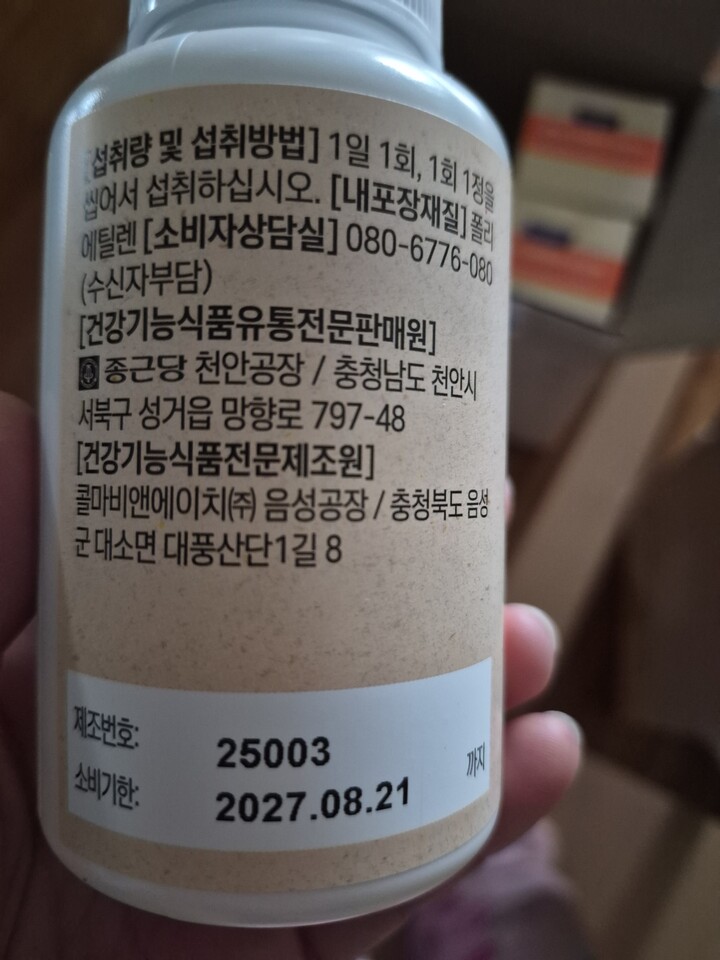 [섭취량 및 섭취방법] 1일 1회, 1회 1정을
씹어서 섭취하십시오. [내포장재질] 폴리
에틸렌 [소비자상담실] 080-6776-080
(수신자부담)
[건강기능식품유통전문판매원]
종근당 천안공장 / 충청남도 천안시
서북구 성거읍 망향로 797-48
[건강기능식품전문제조원]
콜마비앤에이치㈜ 음성공장 / 충청북도 음성
군 대소면 대풍산단1길 8
제조번호: 25003
소비기한: 2027.08.21 까지